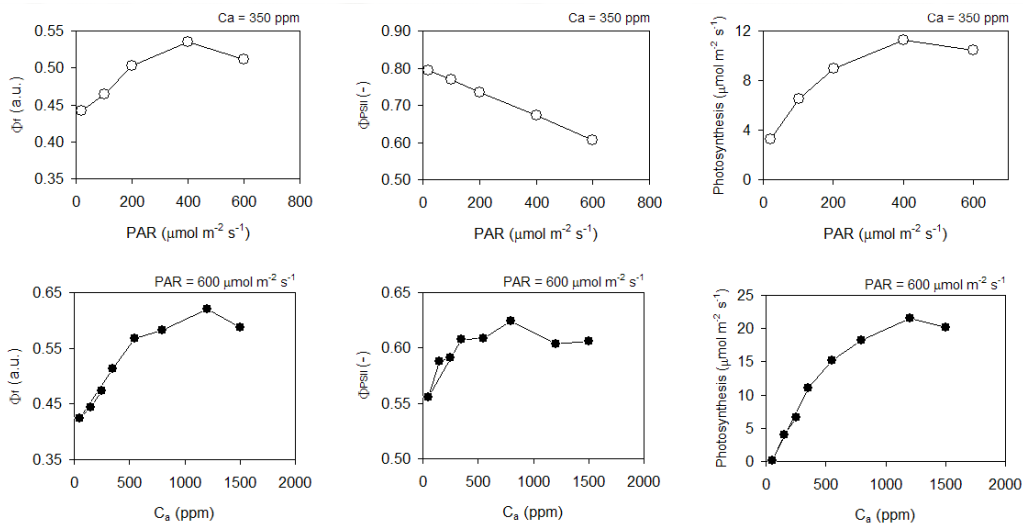 Ca = 350 ppm
Ca = 350 ppm
Ca = 350 ppm
0.55
0.50
0.45
0.40
0.35
Φf (a.u.)
0 200 400 600 800
PAR (μmol m-2 s-1)
0.90
0.80
0.70
0.60
0.50
ΦPSII (-)
0 200 400 600 800
PAR (μmol m-2 s-1)
12
8
4
0
Photosynthesis (μmol m-2 s-1)
0 200 400 600
PAR (μmol m-2 s-1)
PAR = 600 μmol m-2 s-1
PAR = 600 μmol m-2 s-1
PAR = 600 μmol m-2 s-1
0.65
0.55
0.45
0.35
Φf (a.u.)
0 500 1000 1500 2000
Ca (ppm)
0.65
0.60
0.55
0.50
ΦPSII (-)
0 500 1000 1500 2000
Ca (ppm)
25
20
15
10
5
0
Photosynthesis (μmol m-2 s-1)
0 500 1000 1500 2000
Ca (ppm)